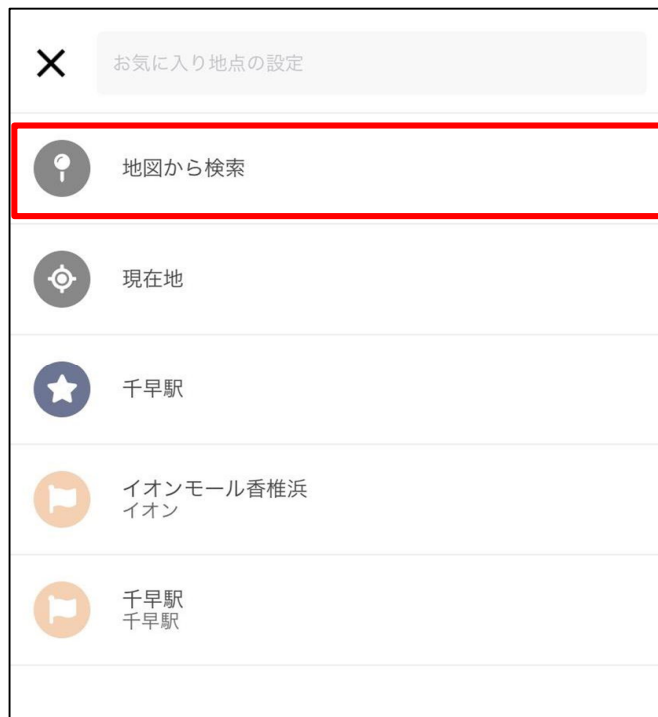 お気に入り地点の設定
地図から検索
現在地
千早駅
イオンモール香椎浜
イオン
千早駅
千早駅